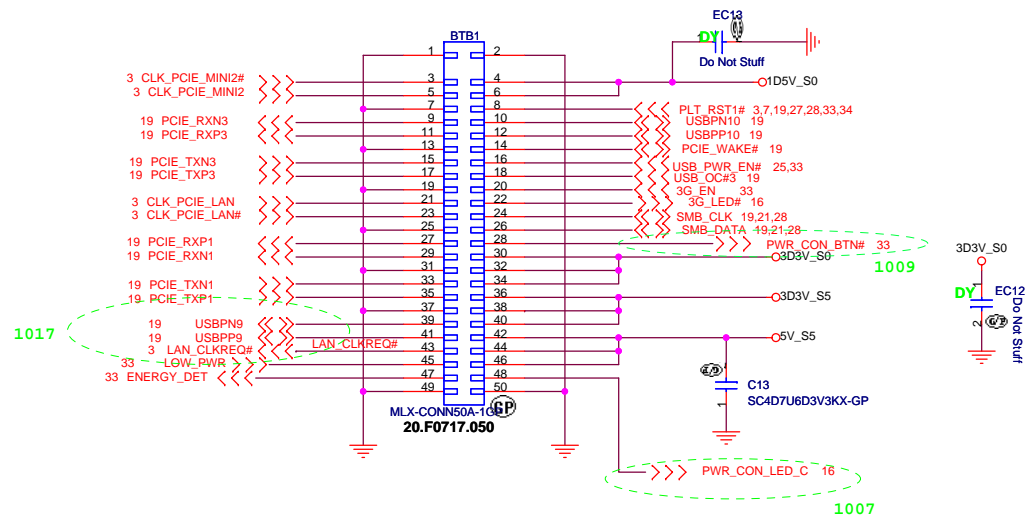 EC13
DY
1
2
Do Not Stuff
BTB1
1 2
1D5V_S0
3 CLK_PCIE_MINI2# 3 4
3 CLK_PCIE_MINI2 5 6
7 8 PLT_RST1# 3,7,19,27,28,33,34
19 PCIE_RXN3 9 10 USBPN10 19
19 PCIE_RXP3 11 12 USBPP10 19
13 14 PCIE_WAKE# 19
19 PCIE_TXN3 15 16 USB_PWR_EN# 25,33
19 PCIE_TXP3 17 18 USB_OC#3 19
19 20 3G_EN 33
3 CLK_PCIE_LAN 21 22 3G_LED# 16
3 CLK_PCIE_LAN# 23 24 SMB_CLK 19,21,28
25 26 SMB_DATA 19,21,28
19 PCIE_RXP1 27 28 PWR_CON_BTN# 33
19 PCIE_RXN1 29 30 3D3V_S0
1009
31 32
19 PCIE_TXN1 33 34
19 PCIE_TXP1 35 36 3D3V_S5
37 38
1017
19 USBPN9 39 40
19 USBPP9 41 42 5V_S5
3 LAN_CLKREQ# LAN_CLKREQ# 43 44
33 LOW_PWR 45 46
33 ENERGY_DET 47 48
49 50
3D3V_S0
1
DY EC12
2
Do Not Stuff
C13
1
SC4D7U6D3V3KX-GP
MLX-CONN50A-1GP
GP
20.F0717.050
PWR_CON_LED_C 16
1007